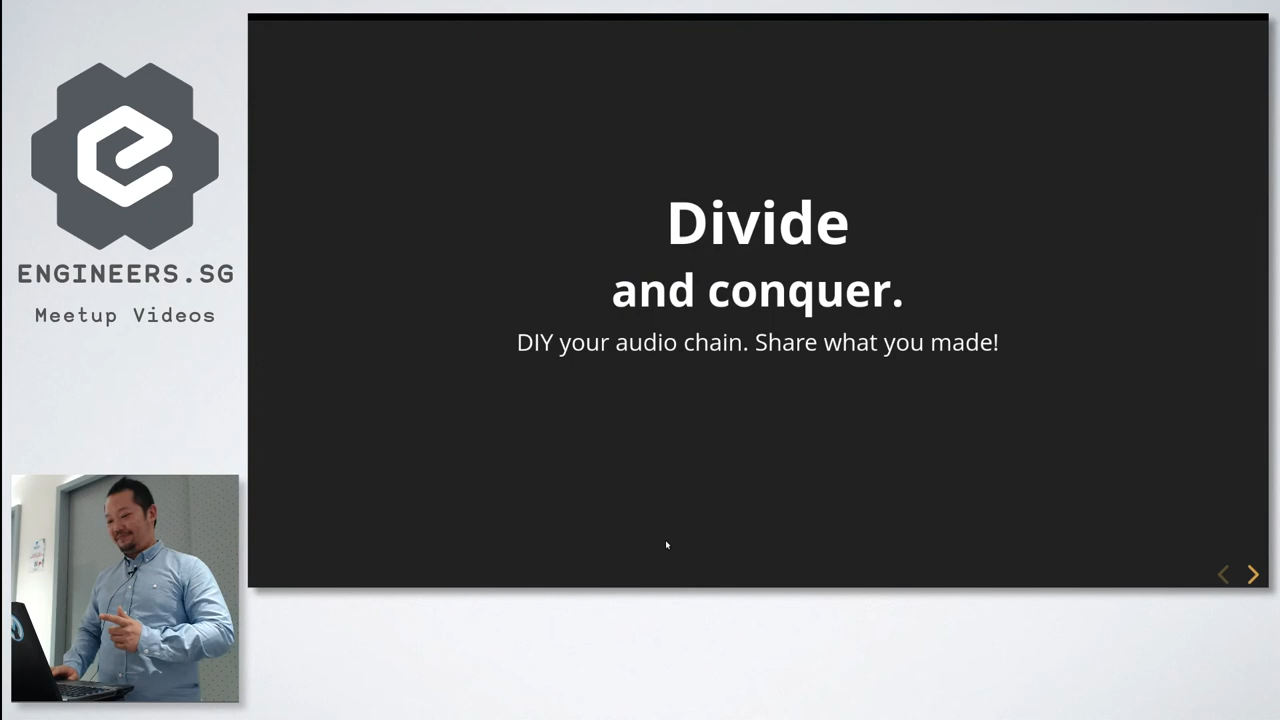 ENGINEERS.SG
Meetup Videos
Divide
and conquer.
DIY your audio chain. Share what you made!